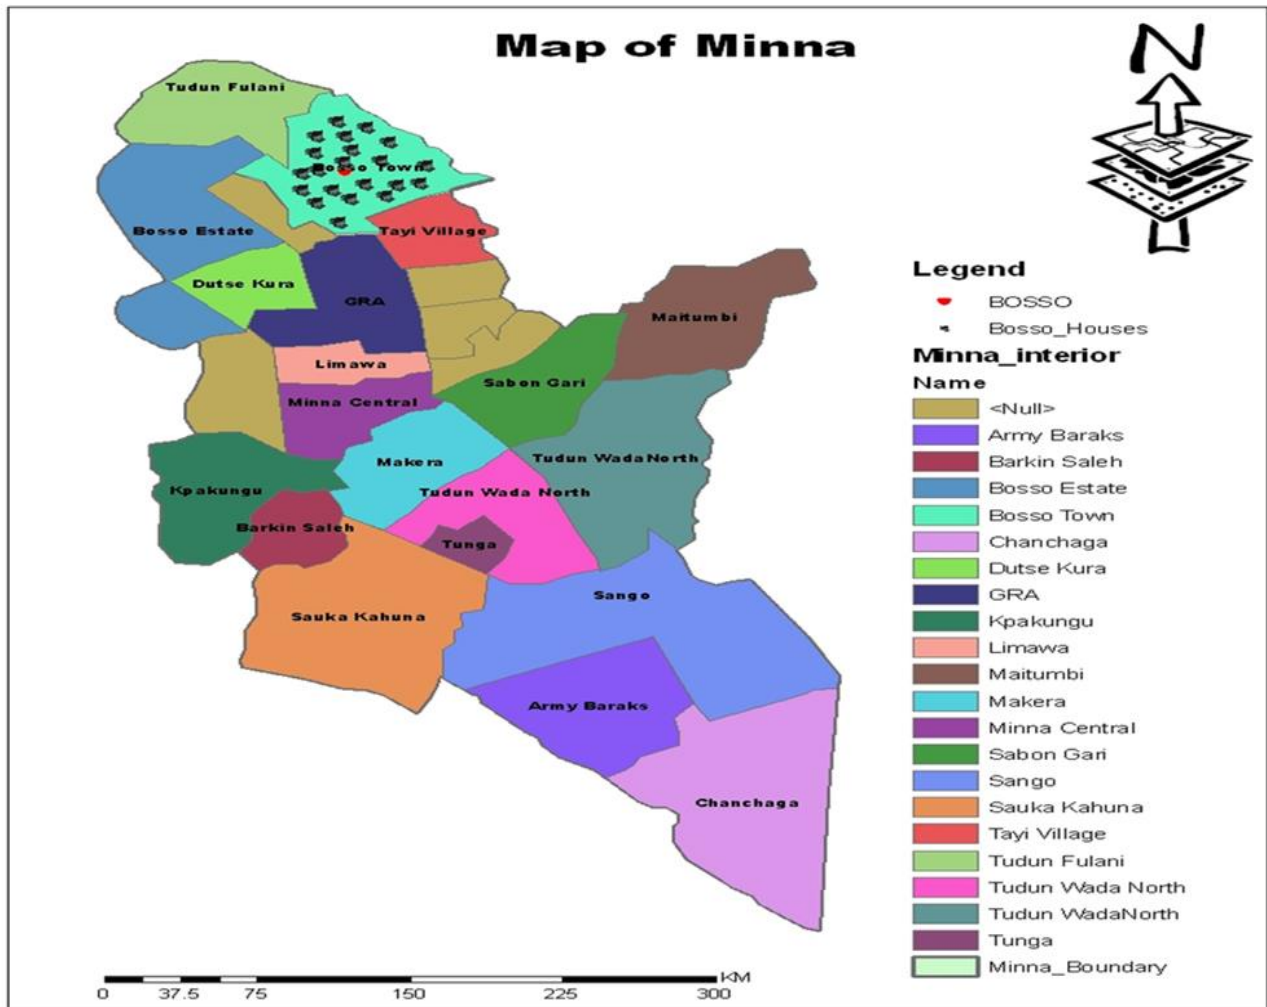 Map of Minna
N
Tudun Fulani
Bosso Town
Bosso Estate
Tayi Village
Dutse Kura
GRA
Maitumbi
Limawa
Sabon Gari
Minna Central
Makera
Tudun WadaNorth
Kpakungu
Tudun Wada North
Barkin Saleh
Tunga
Sango
Sauka Kahuna
Army Baraks
Chanchaga
Legend
BOSSO
Bosso_Houses
Minna_interior
Name
<Null>
Army Baraks
Barkin Saleh
Bosso Estate
Bosso Town
Chanchaga
Dutse Kura
GRA
Kpakungu
Limawa
Maitumbi
Makera
Minna Central
Sabon Gari
Sango
Sauka Kahuna
Tayi Village
Tudun Fulani
Tudun Wada North
Tudun WadaNorth
Tunga
Minna_Boundary
KM
0 37.5 75 150 225 300